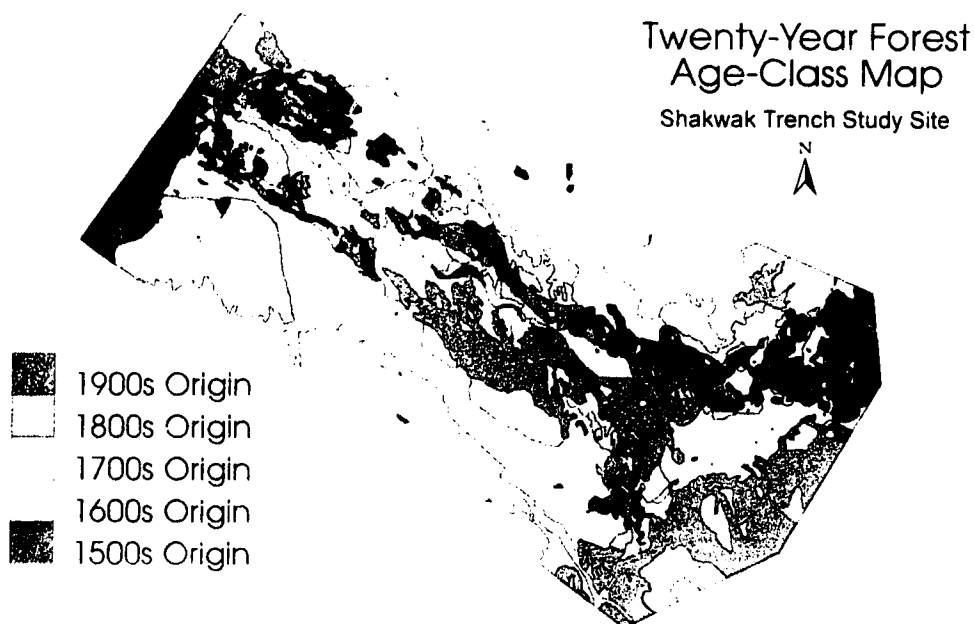 Twenty-Year Forest
Age-Class Map
Shakwak Trench Study Site
N
1900s Origin
1800s Origin
1700s Origin
1600s Origin
1500s Origin